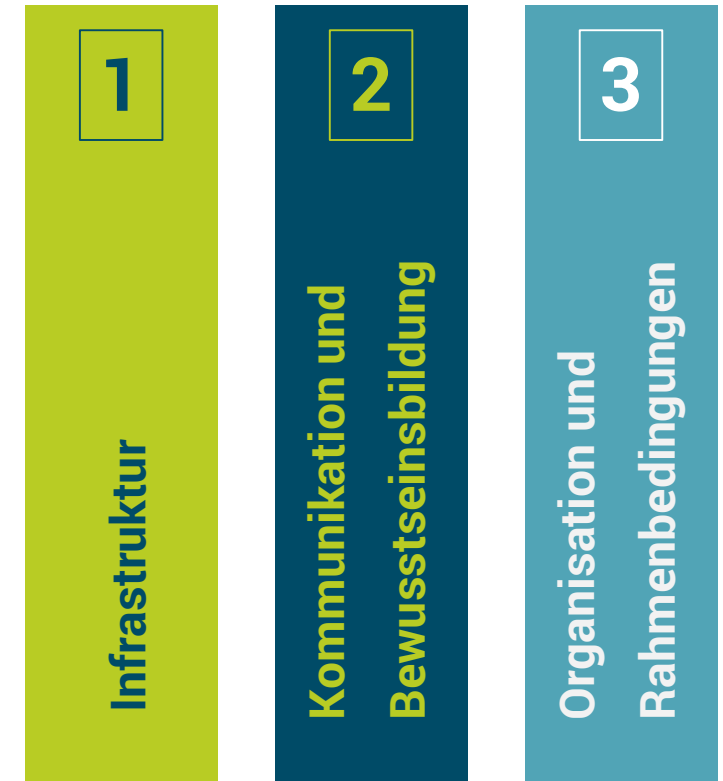 1
Infrastruktur
2
Kommunikation und
Bewusstseinsbildung
3
Organisation und
Rahmenbedingungen